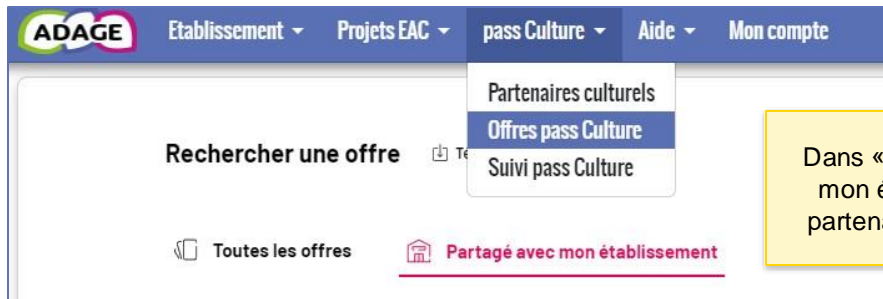 ADAGE Etablissement Projets EAC pass Culture Aide Mon compte
Partenaires culturels
Offres pass Culture
Suivi pass Culture
Rechercher une offre
Dans «
mon
Toutes les offres Partagé avec mon établissement